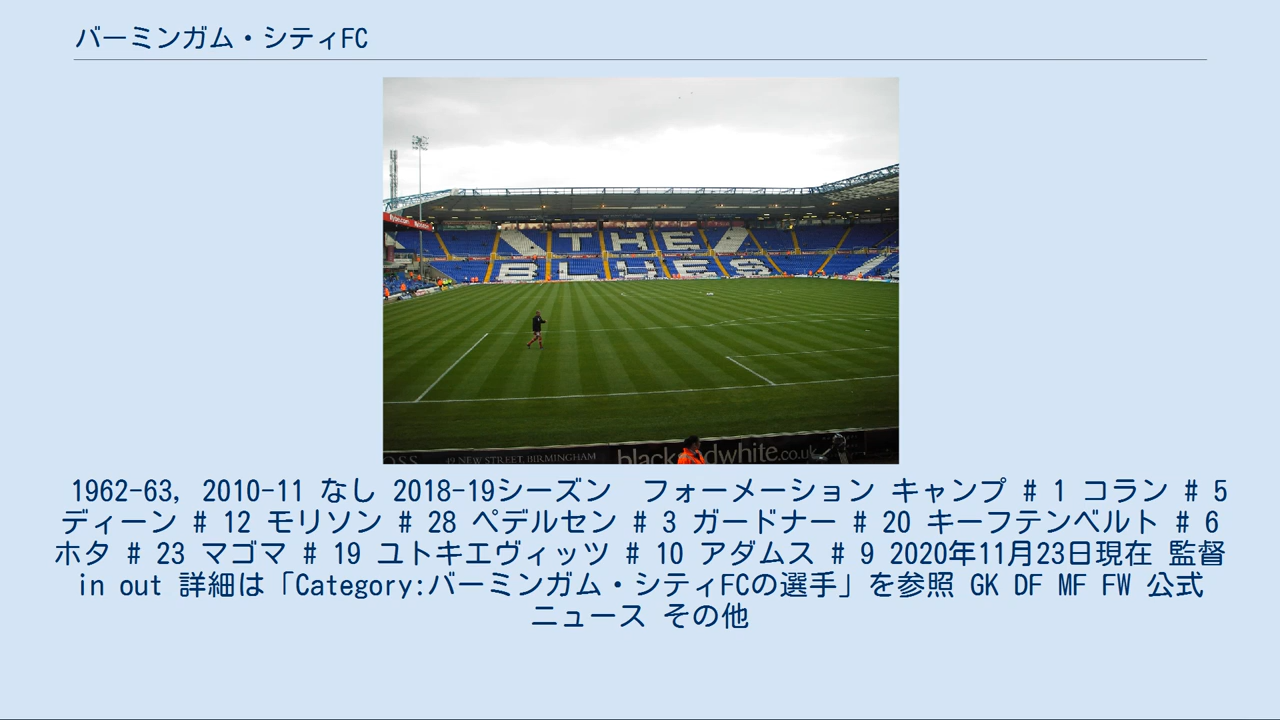 バーミンガム・シティFC
THE
BLUES
49 NEW STREET, BIRMINGHAM
1962-63, 2010-11 なし 2018-19シーズン　フォーメーション キャンプ # 1 コラン # 5
ディーン # 12 モリソン # 28 ペデルセン # 3 ガードナー # 20 キーフテンベルト # 6
ホタ # 23 マゴマ # 19 ユトキエヴィッツ # 10 アダムス # 9 2020年11月23日現在 監督
in out 詳細は「Category:バーミンガム・シティFCの選手」を参照 GK DF MF FW 公式
ニュース その他